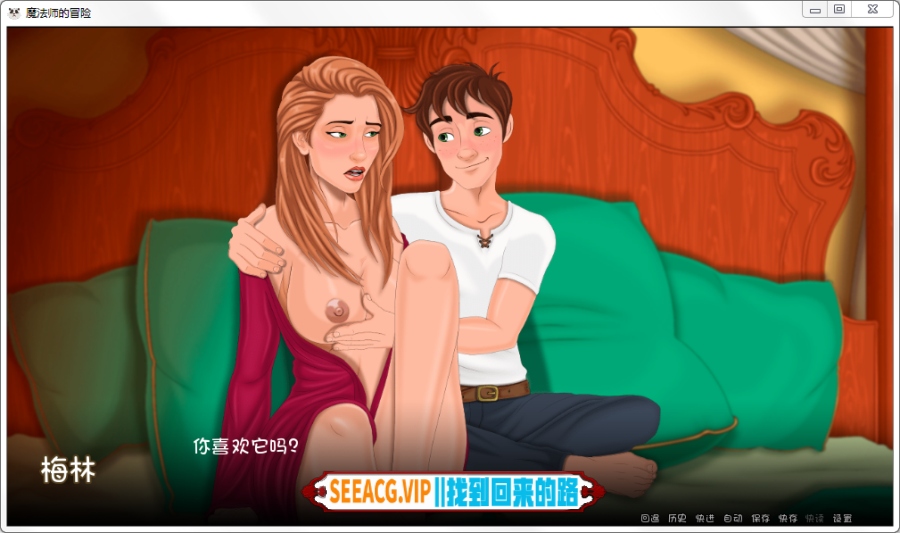 魔法师的冒险
你喜欢它吗?
梅林
SEEACG.VIP||找到回来的路
回退 历史 快进 自动 保存 快存 快读 设置